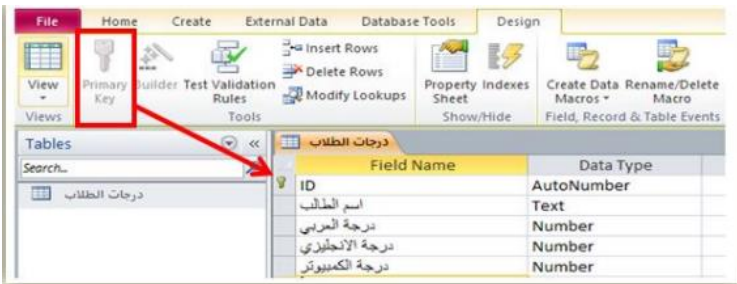 File Home Create External Data Database Tools Design
View Primary Key Builder Test Validation Rules Insert Rows Delete Rows Modify Lookups Property Sheet Indexes Create Data Macros Rename/Delete Macro
Views Tools Show/Hide Field, Record & Table Events
Tables درجات الطلاب
Search... Field Name Data Type
درجات الطلاب ID AutoNumber
اسم الطالب Text
درجة العربي Number
درجة الانجليزي Number
درجة الكمبيوتر Number